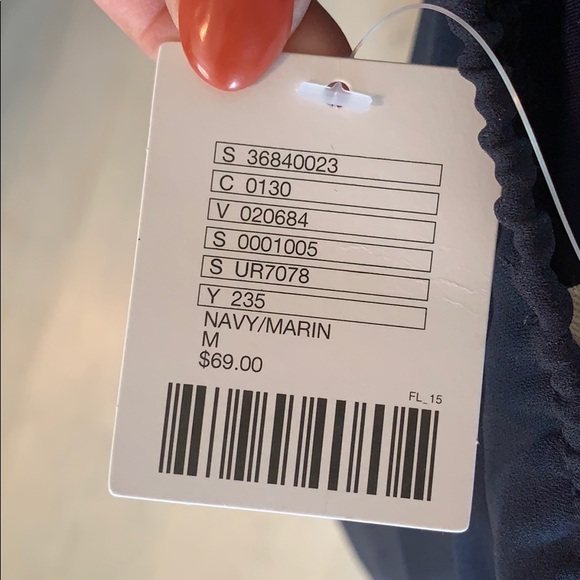 S 36840023
C 0130
V 020684
S 0001005
S UR7078
Y 235
NAVY/MARIN
M
$69.00
FL_15